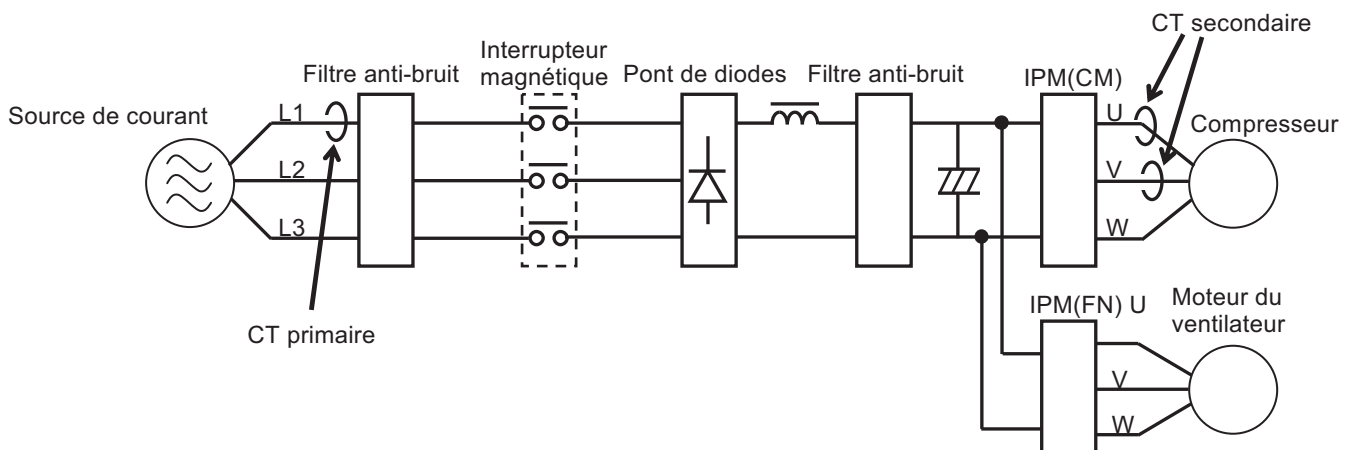 CT secondaire
Interrupteur
magnétique
Filtre anti-bruit
Pont de diodes
Filtre anti-bruit
IPM(CM)
Source de courant
L1
U
Compresseur
L2
V
L3
W
CT primaire
IPM(FN) U
Moteur du
ventilateur
V
W